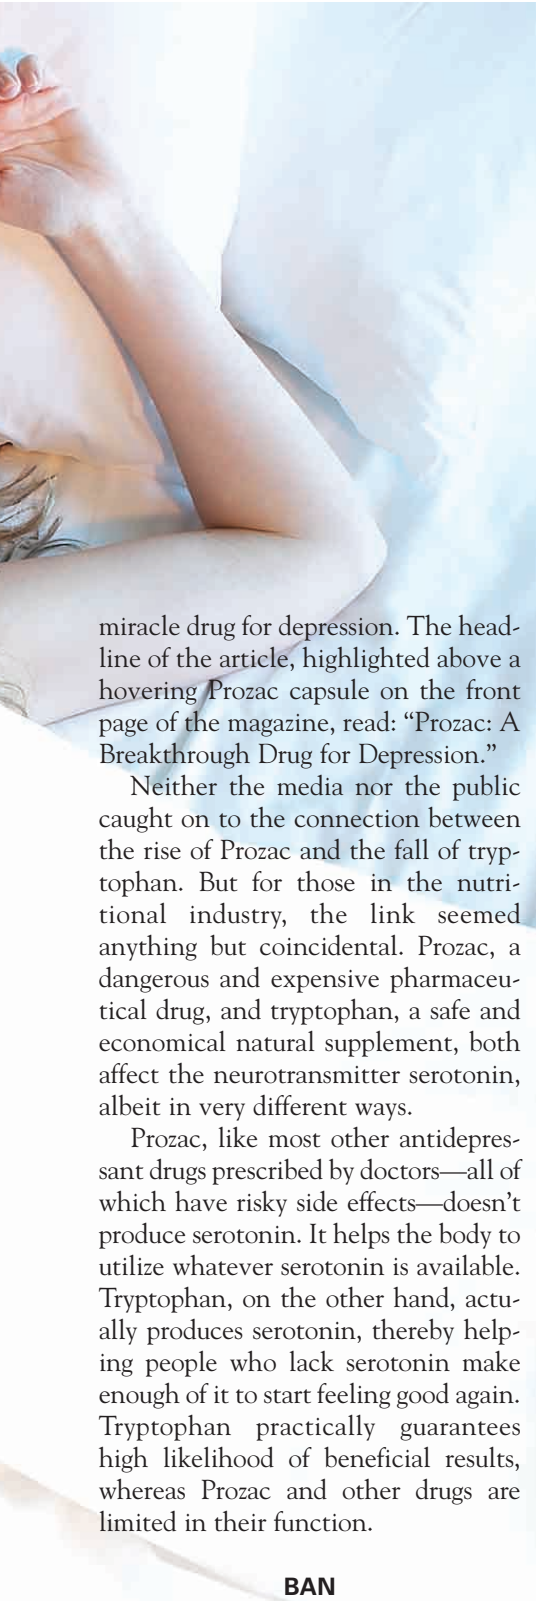 miracle drug for depression. The head-
line of the article, highlighted above a
hovering Prozac capsule on the front
page of the magazine, read: “Prozac: A
Breakthrough Drug for Depression.”
Neither the media nor the public
caught on to the connection between
the rise of Prozac and the fall of tryp-
tophan. But for those in the nutri-
tional industry, the link seemed
anything but coincidental. Prozac, a
dangerous and expensive pharmaceu-
tical drug, and tryptophan, a safe and
economical natural supplement, both
affect the neurotransmitter serotonin,
albeit in very different ways.
Prozac, like most other antidepres-
sant drugs prescribed by doctors—all of
which have risky side effects—doesn’t
produce serotonin. It helps the body to
utilize whatever serotonin is available.
Tryptophan, on the other hand, actu-
ally produces serotonin, thereby help-
ing people who lack serotonin make
enough of it to start feeling good again.
Tryptophan practically guarantees
high likelihood of beneficial results,
whereas Prozac and other drugs are
limited in their function.
BAN